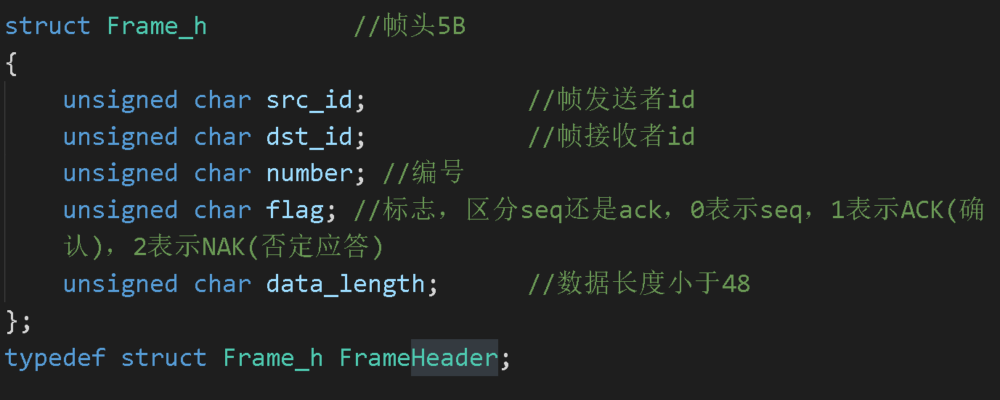 struct Frame_h //帧头5B
{
unsigned char src_id; //帧发送者id
unsigned char dst_id; //帧接收者id
unsigned char number; //编号
unsigned char flag; //标志，区分seq还是ack，0表示seq，1表示ACK(确
认)，2表示NAK(否定应答)
unsigned char data_length; //数据长度小于48
};
typedef struct Frame_h FrameHeader;